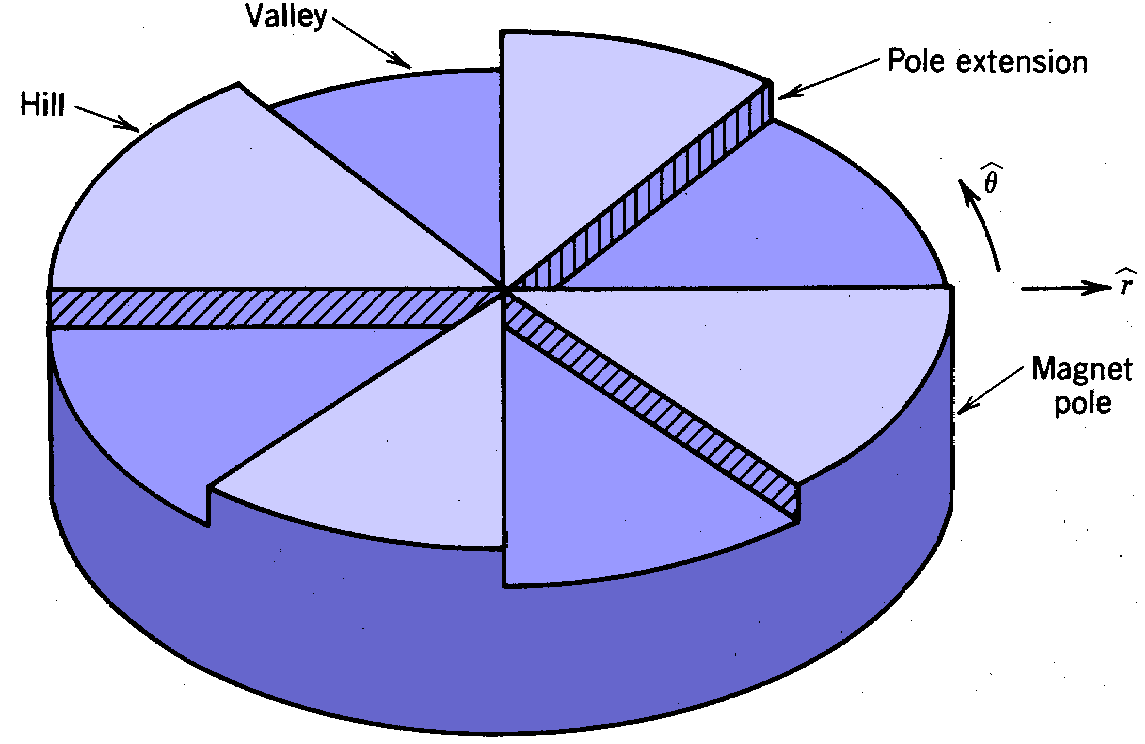 Valley
Pole extension
Hill
θ̂
r̂
Magnet
pole